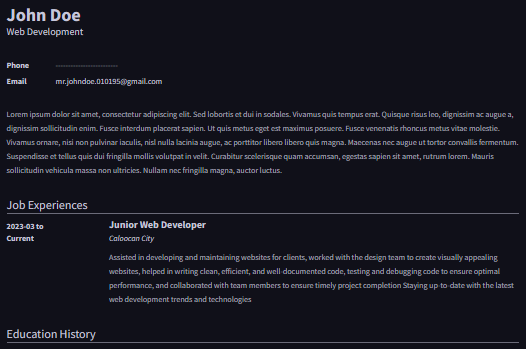 John Doe
Web Development
Phone
Email mr.johndoe.010195@gmail.com
Lorem ipsum dolor sit amet, consectetur adipiscing elit. Sed lobortis et dui in sodales. Vivamus quis tempus erat. Quisque risus leo, dignissim ac augue a,
dignissim sollicitudin enim. Fusce interdum placerat sapien. Ut quis metus eget est maximus posuere. Fusce venenatis rhoncus metus vitae molestie.
Vivamus ornare, nisi non pulvinar iaculis, nisl nulla lacinia augue, ac porttitor libero libero quis magna. Maecenas nec augue ut tortor convallis fermentum.
Suspendisse et tellus quis dui fringilla mollis volutpat in velit. Curabitur scelerisque quam accumsan, egestas sapien sit amet, rutrum lorem. Mauris
sollicitudin vehicula massa non ultricies. Nullam nec fringilla magna, auctor luctus.
Job Experiences
2023-03 to Junior Web Developer
Current Caloocan City
Assisted in developing and maintaining websites for clients, worked with the design team to create visually appealing
websites, helped in writing clean, efficient, and well-documented code, testing and debugging code to ensure optimal
performance, and collaborated with team members to ensure timely project completion Staying up-to-date with the latest
web development trends and technologies
Education History